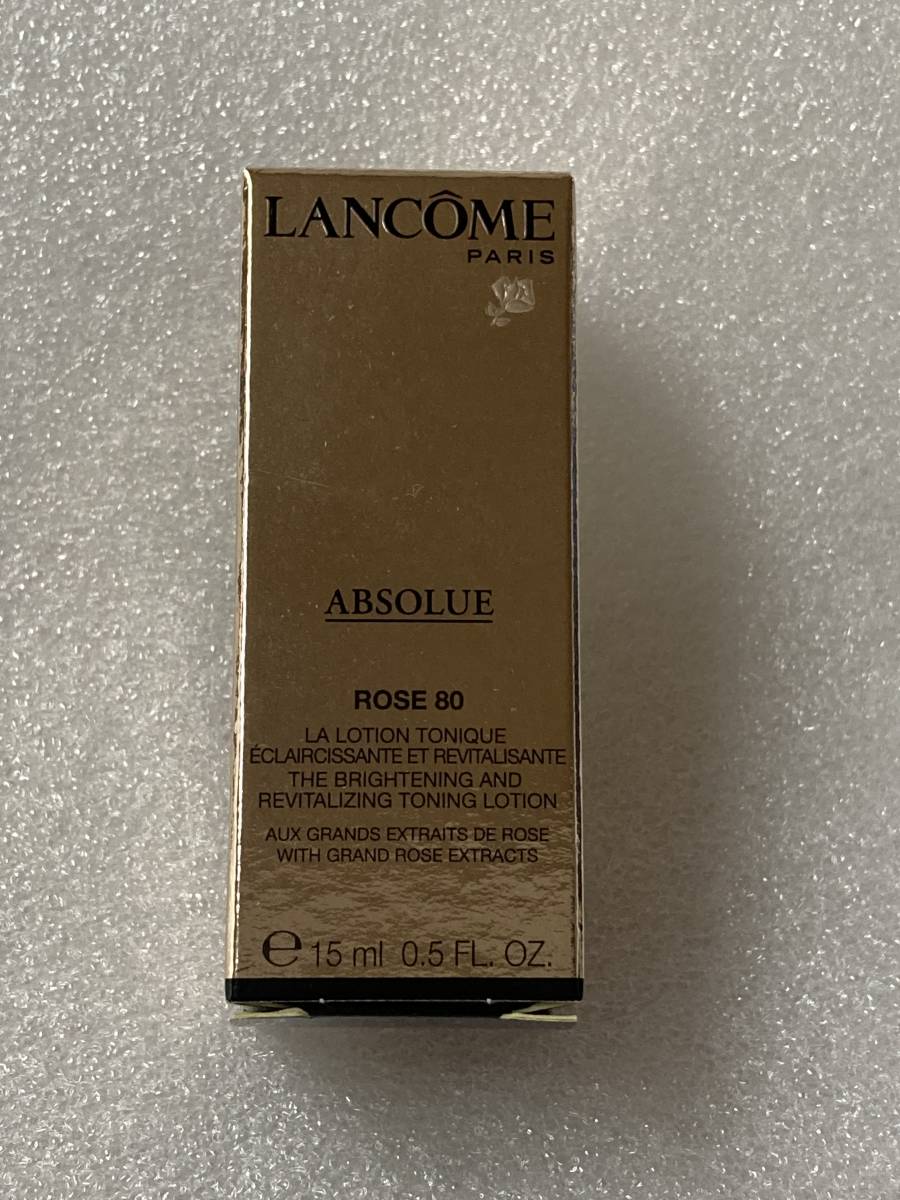 LANCÔME
PARIS
ABSOLUE
ROSE 80
LA LOTION TONIQUE
ÉCLAIRCISSANTE ET REVITALISANTE
THE BRIGHTENING AND
REVITALIZING TONING LOTION
AUX GRANDS EXTRAITS DE ROSE
WITH GRAND ROSE EXTRACTS
℮ 15 ml 0.5 FL. OZ.